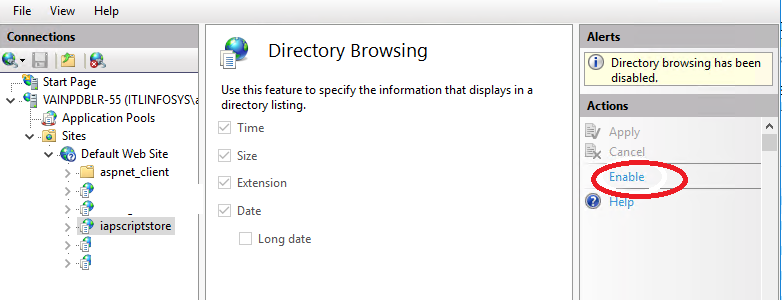 File View Help
Connections
Start Page
VAINPDBLR-55 (ITLINFOSYS\a
Application Pools
Sites
Default Web Site
aspnet_client
iapscriptstore
Directory Browsing
Use this feature to specify the information that displays in a
directory listing.
Time
Size
Extension
Date
Long date
Alerts
Directory browsing has been
disabled.
Actions
Apply
Cancel
Enable
Help